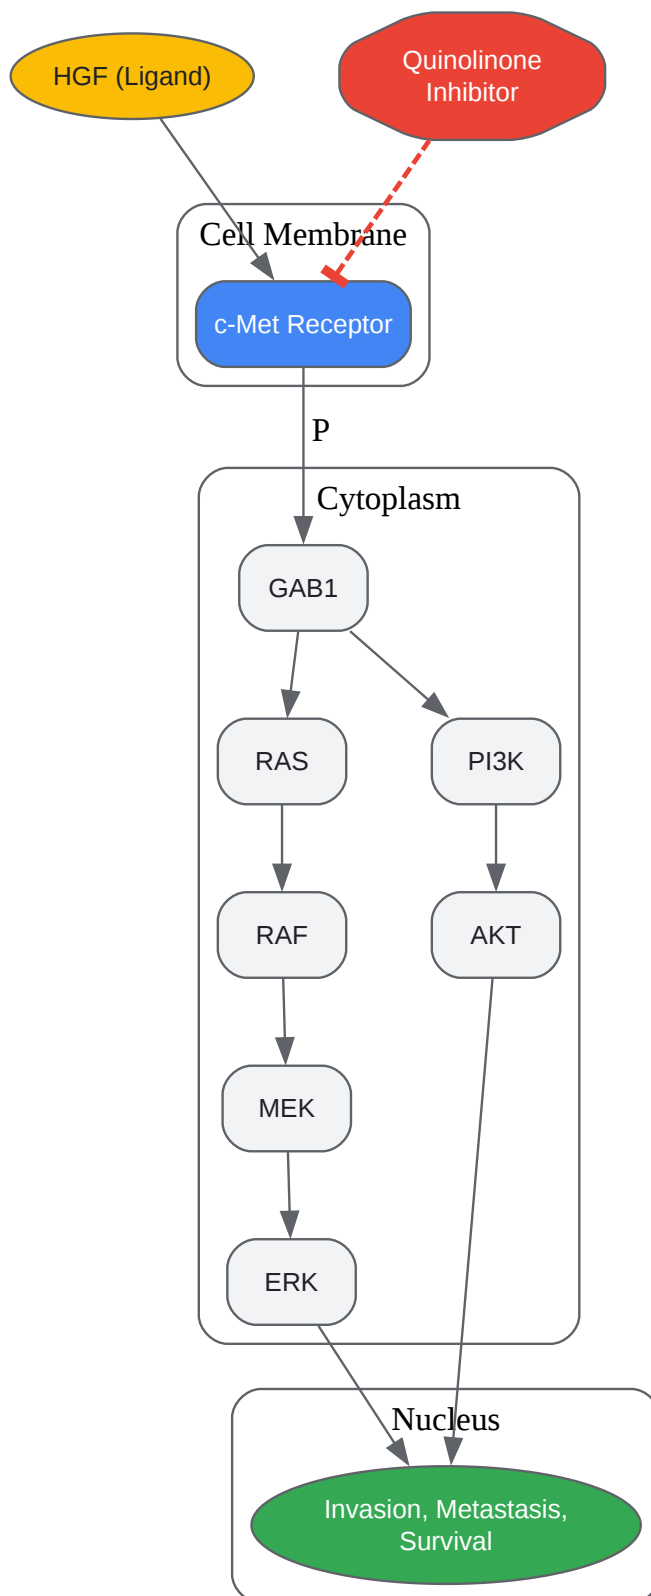 HGF (Ligand)
Quinolinone
Inhibitor
Cell Membrane
c-Met Receptor
P
Cytoplasm
GAB1
RAS
PI3K
RAF
AKT
MEK
ERK
Nucleus
Invasion, Metastasis,
Survival